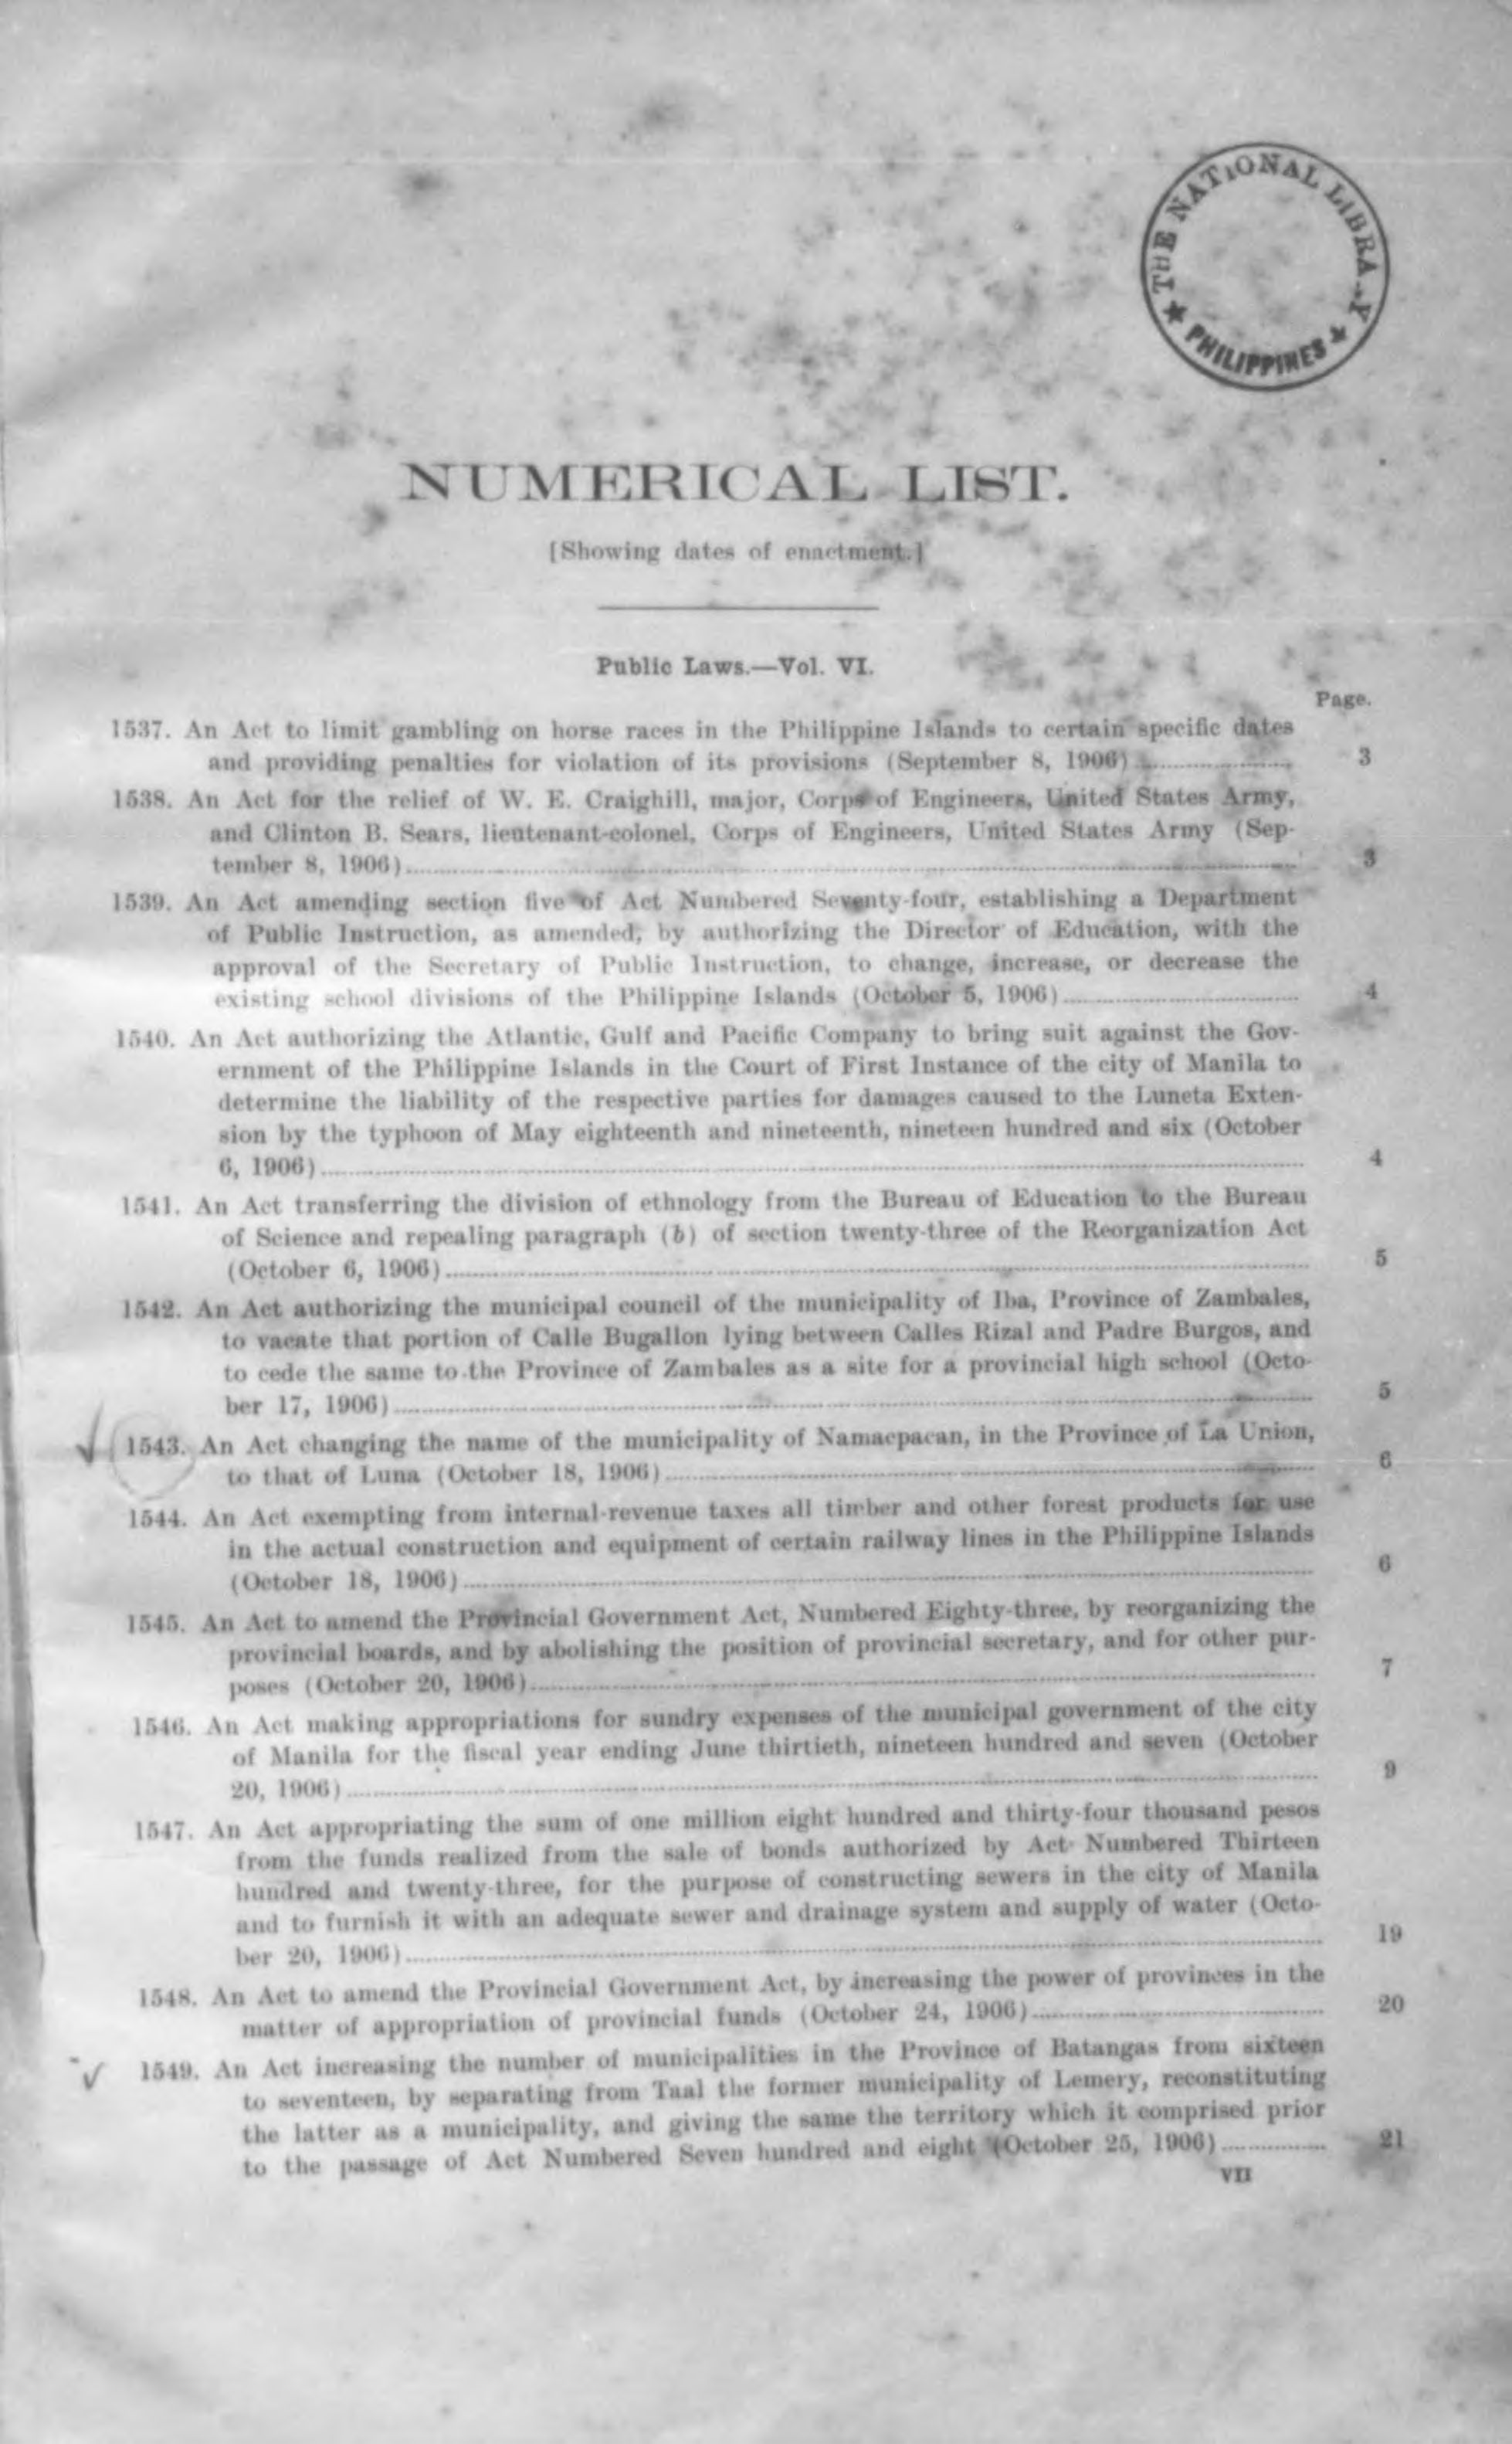 THE NATIONAL LIBRA Y
PHILIPPINES
NUMERICAL LIST.
[Showing dates of enactment.]
Public Laws.—Vol. VI.
Page.
1537. An Act to limit gambling on horse races in the Philippine Islands to certain specific dates
and providing penalties for violation of its provisions (September 8, 1906) 3
1538. An Act for the relief of W. E. Craighill, major, Corps of Engineers, United States Army,
and Clinton B. Sears, lieutenant-colonel, Corps of Engineers, United States Army (Sep-
tember 8, 1906) 3
1539. An Act amending section five of Act Numbered Seventy-four, establishing a Department
of Public Instruction, as amended, by authorizing the Director of Education, with the
approval of the Secretary of Public Instruction, to change, increase, or decrease the
existing school divisions of the Philippine Islands (October 5, 1906) 4
1540. An Act authorizing the Atlantic, Gulf and Pacific Company to bring suit against the Gov-
ernment of the Philippine Islands in the Court of First Instance of the city of Manila to
determine the liability of the respective parties for damages caused to the Luneta Exten-
sion by the typhoon of May eighteenth and nineteenth, nineteen hundred and six (October
6, 1906) 4
1541. An Act transferring the division of ethnology from the Bureau of Education to the Bureau
of Science and repealing paragraph (b) of section twenty-three of the Reorganization Act
(October 6, 1906) 5
1542. An Act authorizing the municipal council of the municipality of Iba, Province of Zambales,
to vacate that portion of Calle Bugallon lying between Calles Rizal and Padre Burgos, and
to cede the same to the Province of Zambales as a site for a provincial high school (Octo-
ber 17, 1906) 5
1543. An Act changing the name of the municipality of Namacpacan, in the Province of La Union,
to that of Luna (October 18, 1906) 6
1544. An Act exempting from internal-revenue taxes all timber and other forest products for use
in the actual construction and equipment of certain railway lines in the Philippine Islands
(October 18, 1906) 6
1545. An Act to amend the Provincial Government Act, Numbered Eighty-three, by reorganizing the
provincial boards, and by abolishing the position of provincial secretary, and for other pur-
poses (October 20, 1906) 7
1546. An Act making appropriations for sundry expenses of the municipal government of the city
of Manila for the fiscal year ending June thirtieth, nineteen hundred and seven (October
20, 1906) 9
1547. An Act appropriating the sum of one million eight hundred and thirty-four thousand pesos
from the funds realized from the sale of bonds authorized by Act Numbered Thirteen
hundred and twenty-three, for the purpose of constructing sewers in the city of Manila
and to furnish it with an adequate sewer and drainage system and supply of water (Octo-
ber 20, 1906) 19
1548. An Act to amend the Provincial Government Act, by increasing the power of provinces in the
matter of appropriation of provincial funds (October 24, 1906) 20
1549. An Act increasing the number of municipalities in the Province of Batangas from sixteen
to seventeen, by separating from Taal the former municipality of Lemery, reconstituting
the latter as a municipality, and giving the same the territory which it comprised prior
to the passage of Act Numbered Seven hundred and eight (October 25, 1906) 21
VII